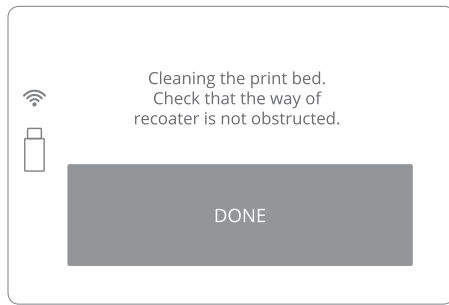 Cleaning the print bed.
Check that the way of
recoater is not obstructed.
DONE